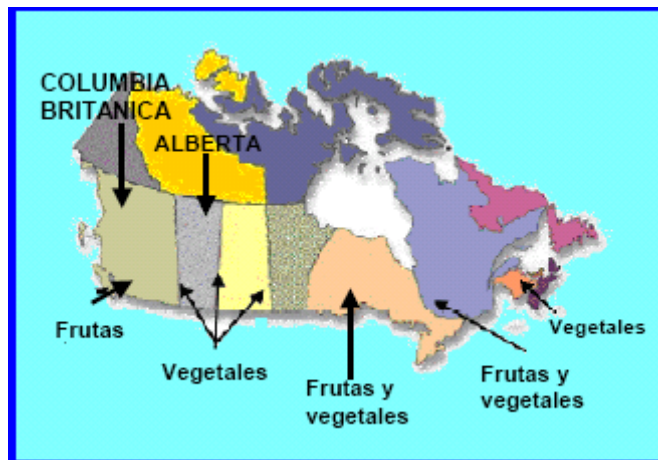 COLUMBIA
BRITANICA
ALBERTA
Frutas
Vegetales
Frutas y
vegetales
Frutas y
vegetales
Vegetales